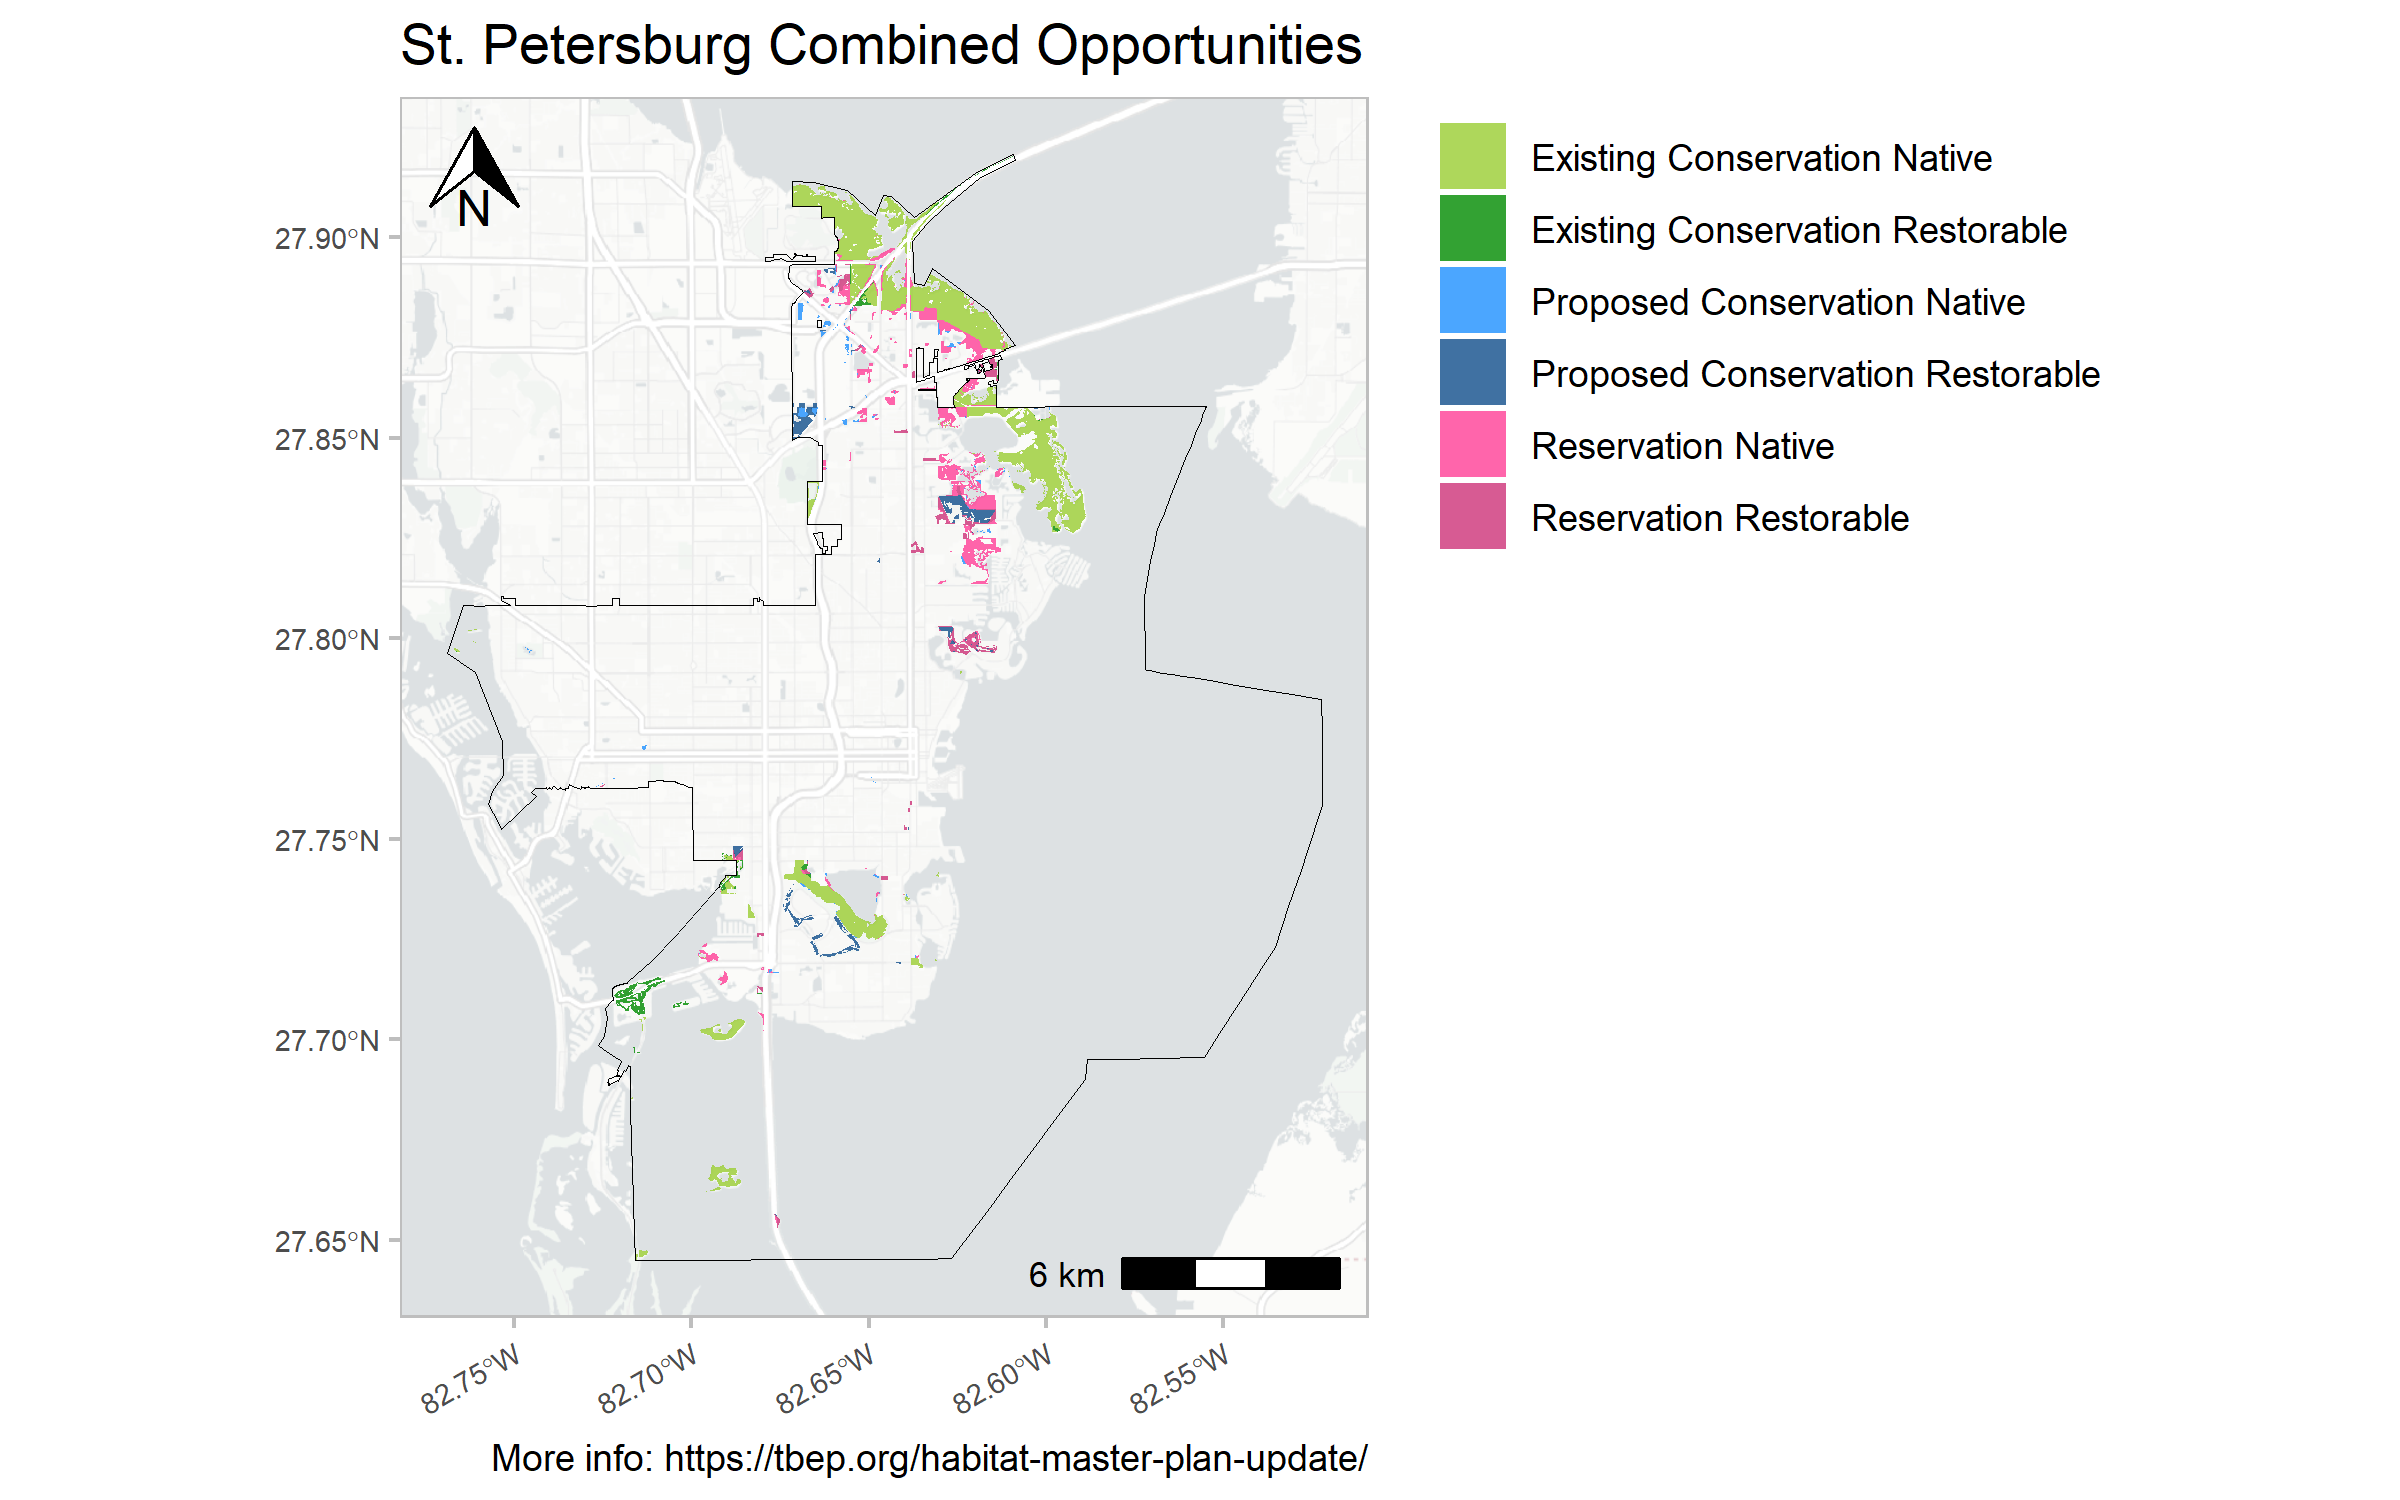 St. Petersburg Combined Opportunities
N
27.90°N
27.85°N
27.80°N
27.75°N
27.70°N
27.65°N
82.75°W
82.70°W
82.65°W
82.60°W
82.55°W
6 km
Existing Conservation Native
Existing Conservation Restorable
Proposed Conservation Native
Proposed Conservation Restorable
Reservation Native
Reservation Restorable
More info: https://tbep.org/habitat-master-plan-update/